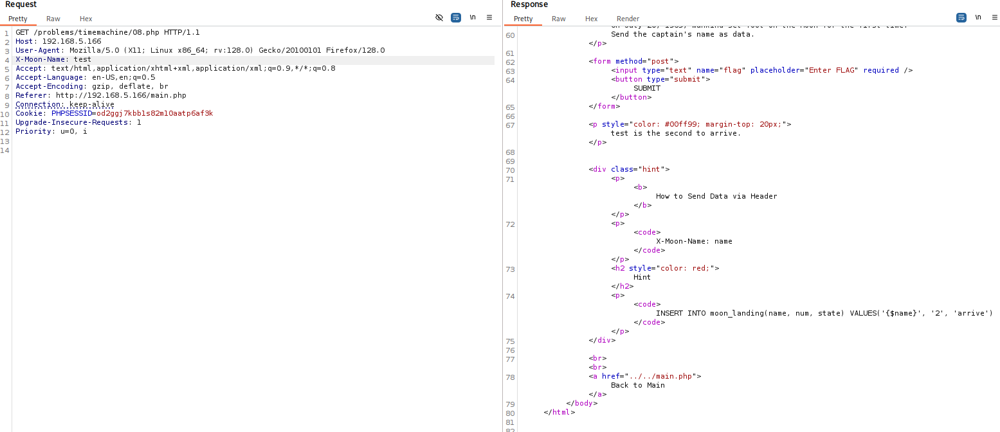 Request
Pretty Raw Hex \n
1 GET /problems/timemachine/08.php HTTP/1.1
2 Host: 192.168.5.166
3 User-Agent: Mozilla/5.0 (X11; Linux x86_64; rv:128.0) Gecko/20100101 Firefox/128.0
4 X-Moon-Name: test
5 Accept: text/html,application/xhtml+xml,application/xml;q=0.9,*/*;q=0.8
6 Accept-Language: en-US,en;q=0.5
7 Accept-Encoding: gzip, deflate, br
8 Referer: http://192.168.5.166/main.php
9 Connection: keep-alive
10 Cookie: PHPSESSID=od2ggj7kbb1s82m10aatp6af3k
11 Upgrade-Insecure-Requests: 1
12 Priority: u=0, i
13
14
Response
Pretty Raw Hex Render \n
60 Send the captain's name as data.
</p>
61
62 <form method="post">
63 <input type="text" name="flag" placeholder="Enter FLAG" required />
64 <button type="submit">
SUBMIT
</button>
65 </form>
66
67 <p style="color: #00ff99; margin-top: 20px;">
test is the second to arrive.
</p>
68
69
70 <div class="hint">
71 <p>
<b>
How to Send Data via Header
</b>
</p>
72 <p>
<code>
X-Moon-Name: name
</code>
</p>
73 <h2 style="color: red;">
Hint
</h2>
74 <p>
<code>
INSERT INTO moon_landing(name, num, state) VALUES('{$name}', '2', 'arrive')
</code>
</p>
75 </div>
76
77 <br>
<br>
78 <a href="../../main.php">
Back to Main
</a>
79 </body>
80 </html>
81
82